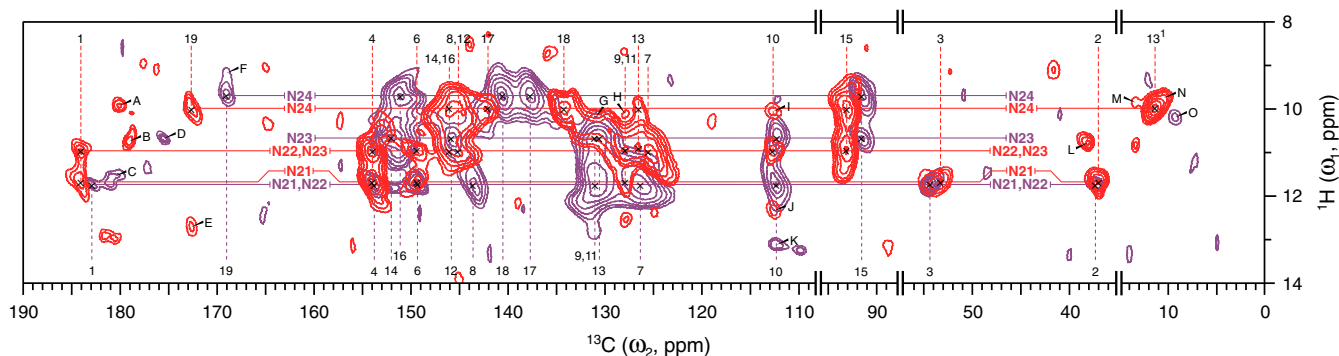 1 19 4 6 8,12 17 18 13 10 15 3 2 13¹
14,16 9,11 7
F G H
A I M N
B D O
C L
E J
K
N24 N24
N24 N24
N23 N23
N22,N23 N22,N23
N21 N21
N21,N22 N21,N22
16 9,11
1 19 4 14 6 12 8 18 17 13 7 10 15 3 2
8
10
12
14
190 180 170 160 150 140 130 120 110 90 60 50 40 30 20 10 0
¹³C (ω₂, ppm)
¹H (ω₁, ppm)